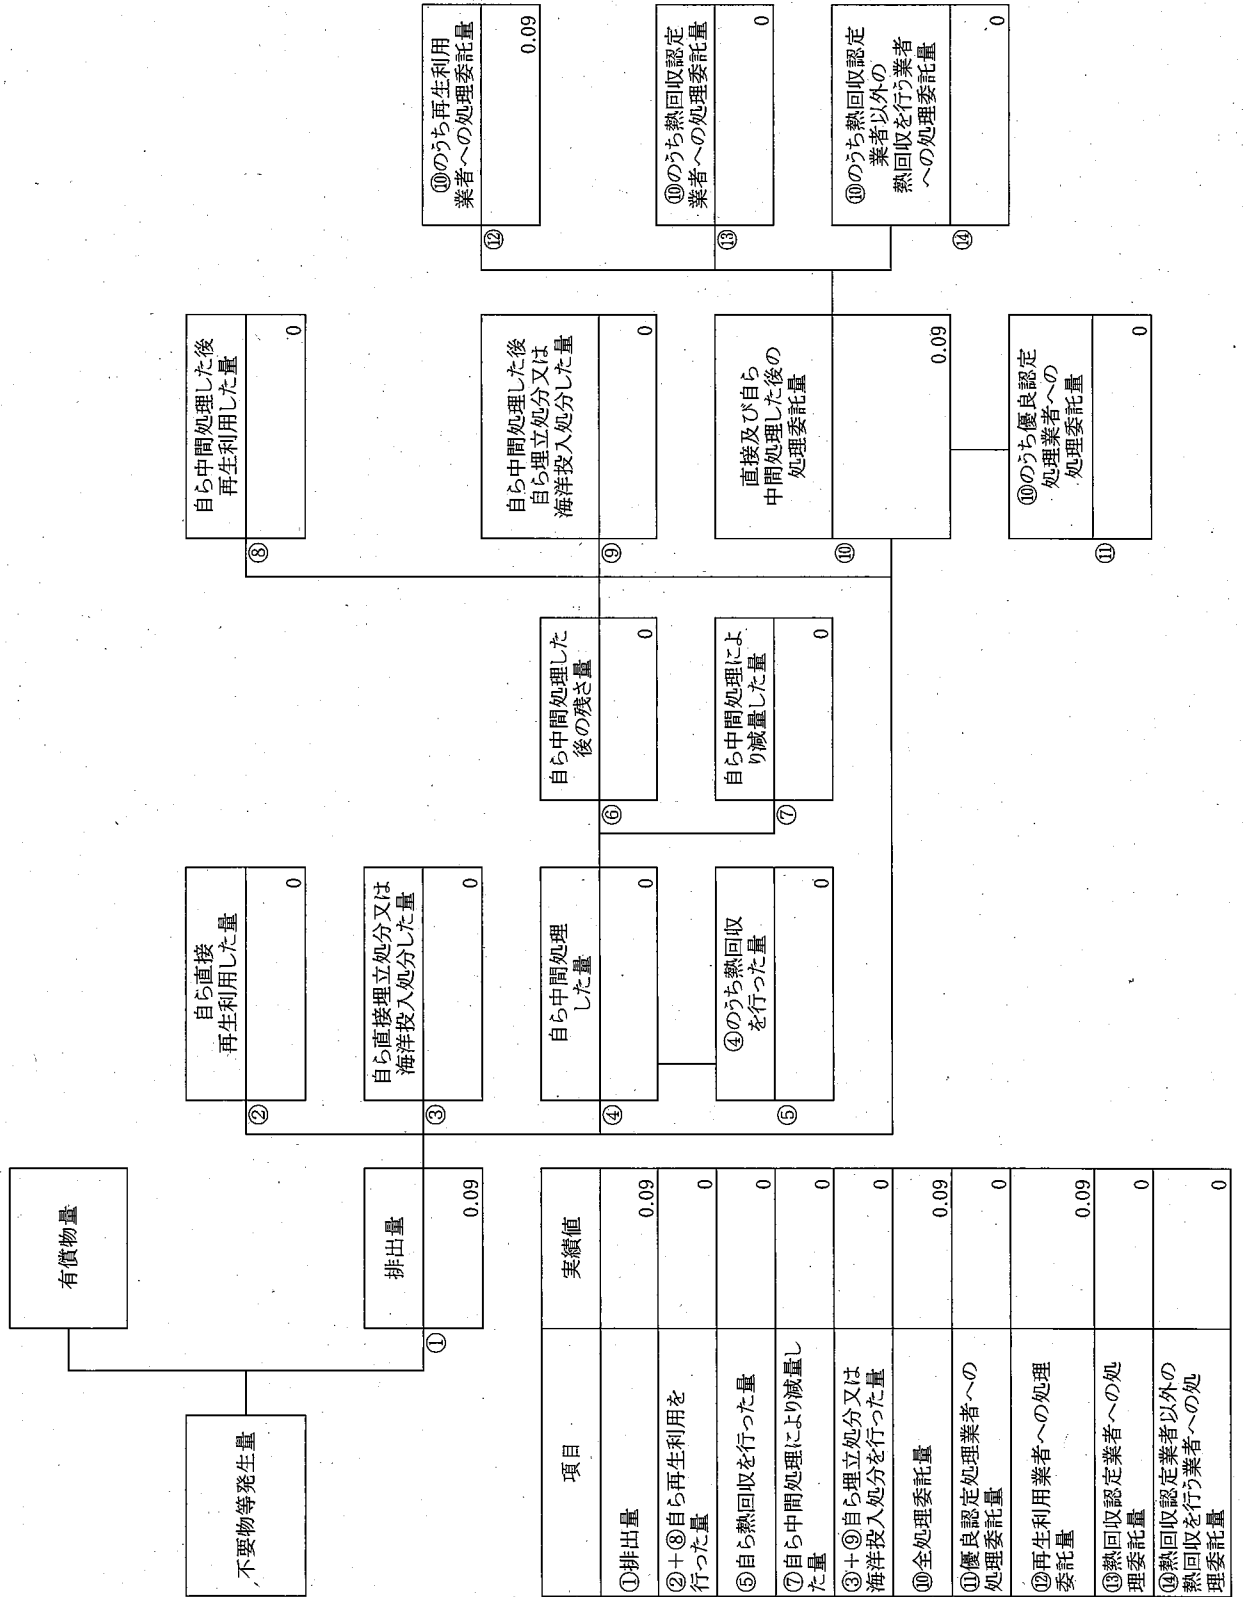 不要物等発生量
有償物量
排出量
①
0.09
自ら直接
再生利用した量
②
0
自ら直接埋立処分又は
海洋投入処分した量
③
0
自ら中間処理
した量
④
0
④のうち熱回収
を行った量
⑤
0
自ら中間処理した
後の残さ量
⑥
0
自ら中間処理によ
り減量した量
⑦
0
自ら中間処理した後
再生利用した量
⑧
0
自ら中間処理した後
自ら埋立処分又は
海洋投入処分した量
⑨
0
直接及び自ら
中間処理した後の
処理委託量
⑩
0.09
⑩のうち優良認定
処理業者への
処理委託量
⑪
0
⑩のうち再生利用
業者への処理委託量
⑫
0.09
⑩のうち熱回収認定
業者への処理委託量
⑬
0
⑩のうち熱回収認定
業者以外の
熱回収を行う業者
への処理委託量
⑭
0
項目 実績値
①排出量 0.09
②+⑧自ら再生利用を
行った量 0
⑤自ら熱回収を行った量 0
⑦自ら中間処理により減量し
た量 0
③+⑨自ら埋立処分又は
海洋投入処分を行った量 0
⑩全処理委託量 0.09
⑪優良認定処理業者への
処理委託量 0
⑫再生利用業者への処理
委託量 0.09
⑬熱回収認定業者への処
理委託量 0
⑭熱回収認定業者以外の
熱回収を行う業者への処
理委託量 0